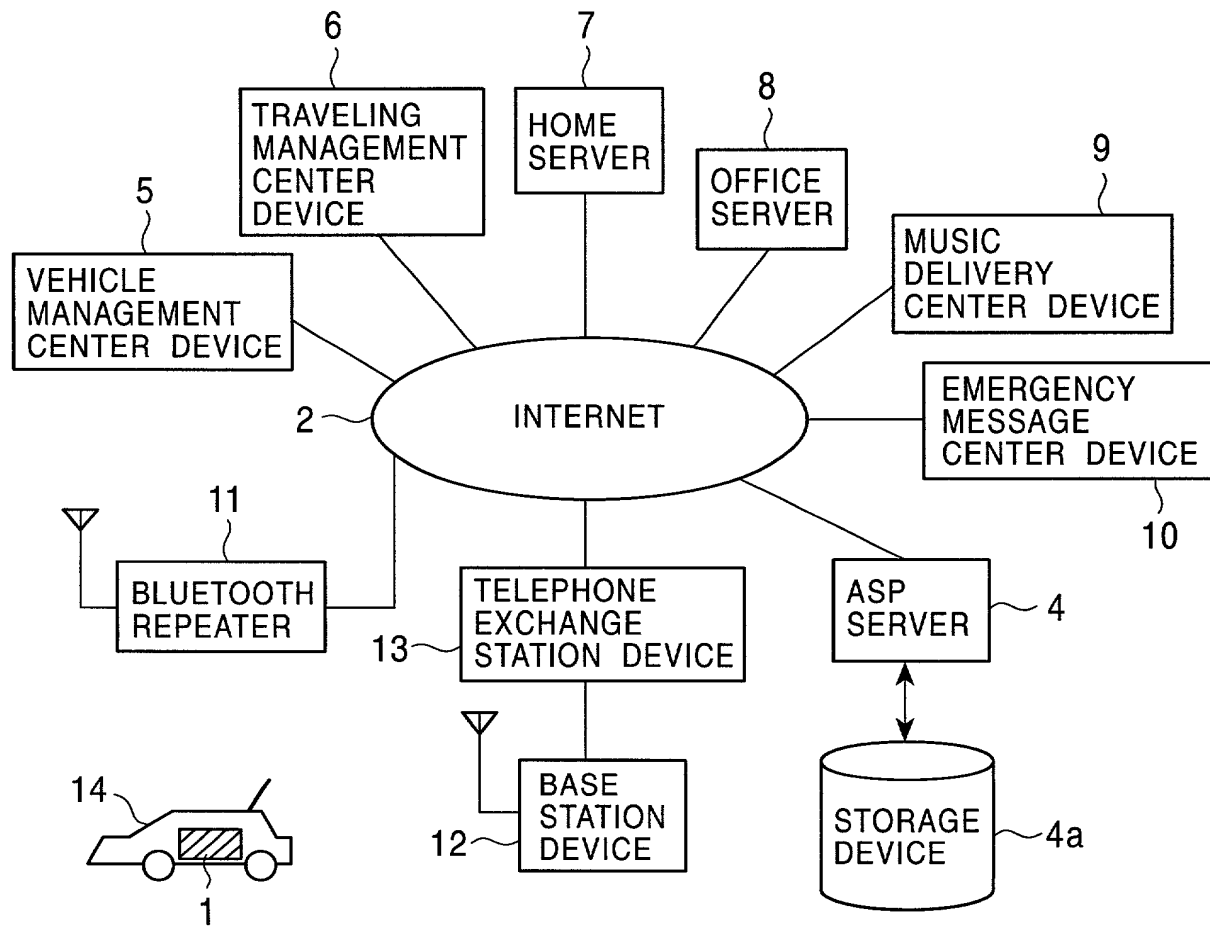 6
TRAVELING
MANAGEMENT
CENTER
DEVICE
7
HOME
SERVER
8
OFFICE
SERVER
9
MUSIC
DELIVERY
CENTER DEVICE
5
VEHICLE
MANAGEMENT
CENTER DEVICE
2
INTERNET
EMERGENCY
MESSAGE
CENTER DEVICE
10
11
BLUETOOTH
REPEATER
13
TELEPHONE
EXCHANGE
STATION DEVICE
ASP
SERVER
4
14
1
12
BASE
STATION
DEVICE
STORAGE
DEVICE
4a